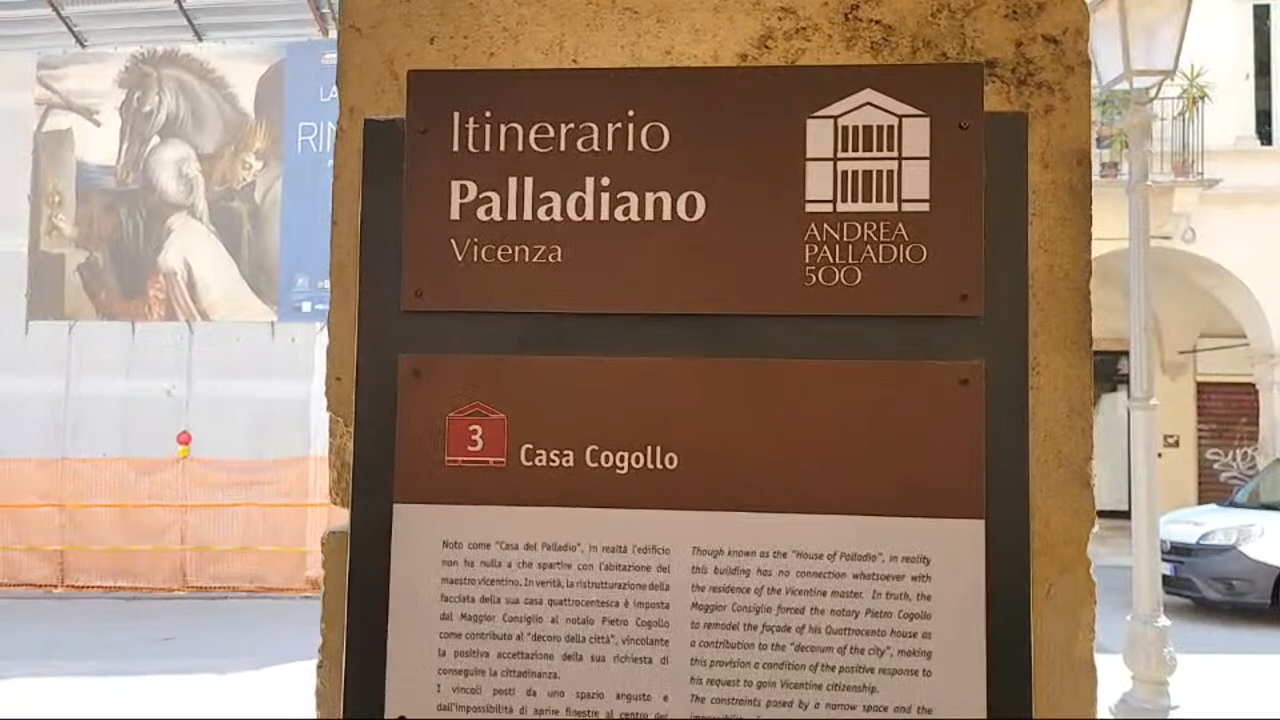 LA
RIN
Itinerario
Palladiano
Vicenza
ANDREA
PALLADIO
500
3
Casa Cogollo
Noto come "Casa del Palladio", in realtà l'edificio
non ha nulla a che spartire con l'abitazione del
maestro vicentino. In verità, la ristrutturazione della
facciata della sua casa quattrocentesca è imposta
dal Maggior Consiglio al notaio Pietro Cogollo
come contributo al "decoro della città", vincolante
la positiva accettazione della sua richiesta di
conseguire la cittadinanza.
I vincoli posti da uno spazio angusto e
dall'impossibilità di aprire finestre al centro del
Though known as the "House of Palladio", in reality
this building has no connection whatsoever with
the residence of the Vicentine master. In truth, the
Maggior Consiglio forced the notary Pietro Cogollo
to remodel the façade of his Quattrocento house as
a contribution to the "decorum of the city", making
this provision a condition of the positive response to
his request to gain Vicentine citizenship.
The constraints posed by a narrow space and the